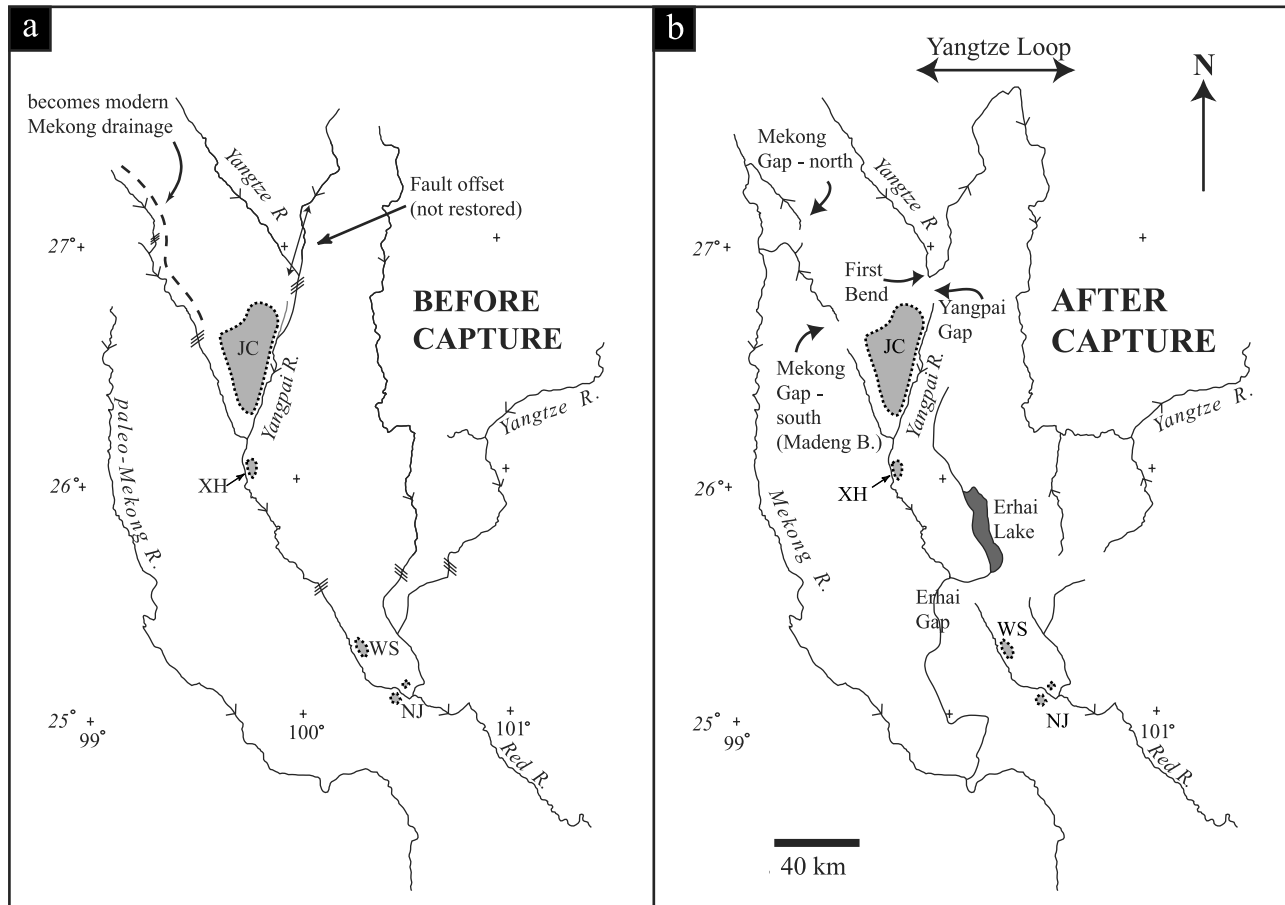 a
becomes modern
Mekong drainage
Yangtze R
Fault offset
(not restored)
27°
BEFORE
CAPTURE
JC
Yangpai R.
paleo-Mekong R.
Yangtze R.
XH
26°
WS
NJ
25°
99°
100°
101°
Red R.
b
Yangtze Loop
N
Mekong
Gap - north
Yangtze R
27°
First
Bend
Yangpai
Gap
AFTER
CAPTURE
JC
Mekong
Gap -
south
(Madeng B.)
Yangpai R.
Yangtze R.
XH
26°
Mekong R.
Erhai
Lake
Erhai
Gap
WS
NJ
25°
99°
101°
Red R.
40 km